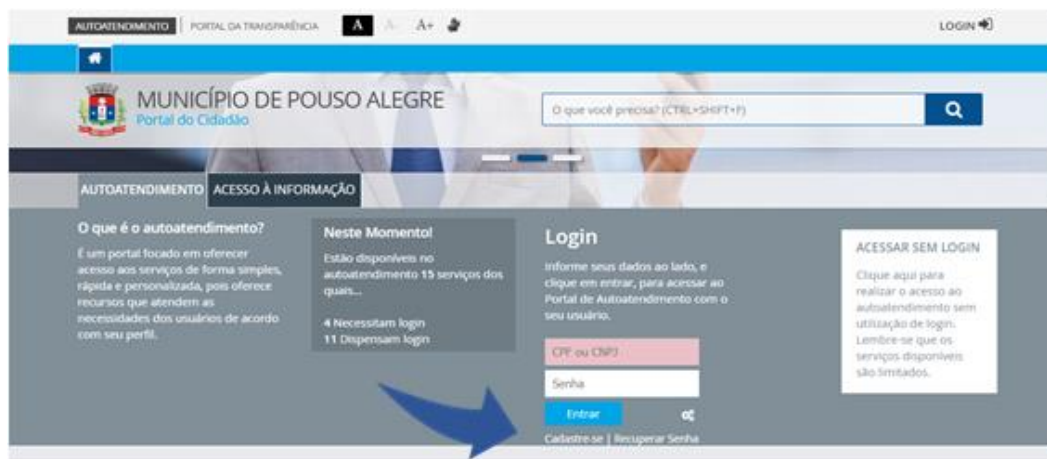 AUTOATENDIMENTO | PORTAL DA TRANSPARÊNCIA A A- A+
LOGIN
MUNICÍPIO DE POUSO ALEGRE
Portal do Cidadão
O que você precisa? (CTRL+SHIFT+F)
AUTOATENDIMENTO ACESSO À INFORMAÇÃO
O que é o autoatendimento?
É um portal focado em oferecer
acesso aos serviços de forma simples,
rápida e personalizada, pois oferece
recursos que atendem as
necessidades dos usuários de acordo
com seu perfil.
Neste Momento!
Estão disponíveis no
autoatendimento 15 serviços dos
quais...
4 Necessitam login
11 Dispensam login
Login
Informe seus dados ao lado, e
clique em entrar, para acessar ao
Portal de Autoatendimento com o
seu usuário.
CPF ou CNPJ
Senha
Entrar
Cadastre-se | Recuperar Senha
ACESSAR SEM LOGIN
Clique aqui para
realizar o acesso ao
autoatendimento sem
utilização de login.
Lembre-se que os
serviços disponíveis
são limitados.